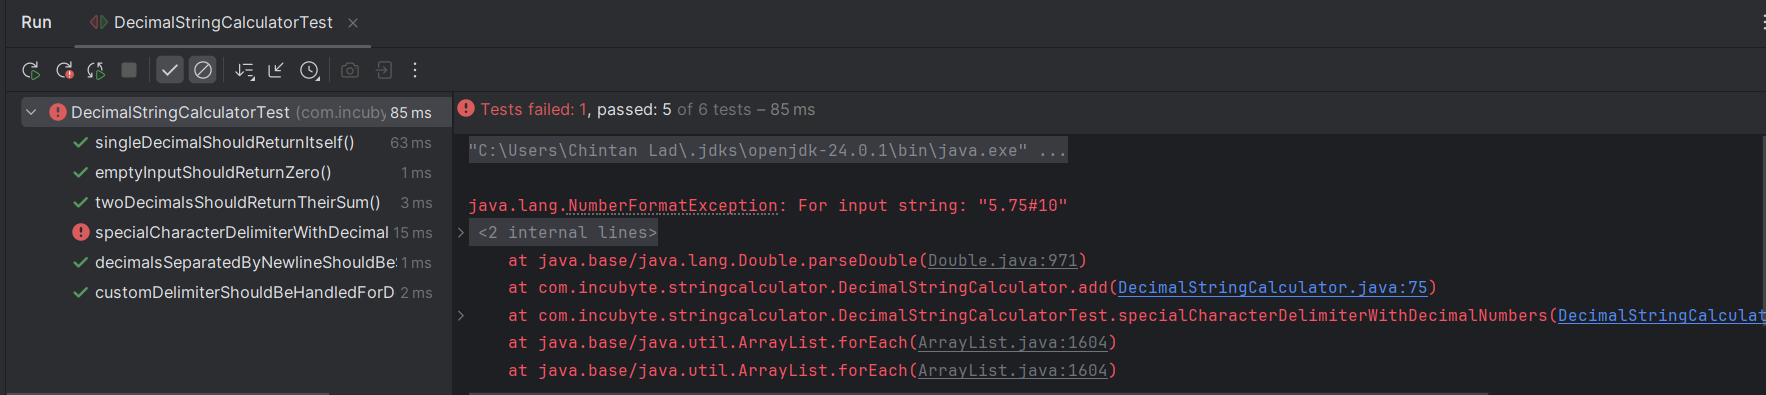 Run DecimalStringCalculatorTest
DecimalStringCalculatorTest (com.incuby 85 ms
singleDecimalShouldReturnItself() 63 ms
emptyInputShouldReturnZero() 1 ms
twoDecimalsShouldReturnTheirSum() 3 ms
specialCharacterDelimiterWithDecimal 15 ms
decimalsSeparatedByNewlineShouldBe 1 ms
customDelimiterShouldBeHandledForD 2 ms
Tests failed: 1, passed: 5 of 6 tests – 85 ms
"C:\Users\Chintan Lad\.jdks\openjdk-24.0.1\bin\java.exe" ...
java.lang.NumberFormatException: For input string: "5.75#10"
<2 internal lines>
at java.base/java.lang.Double.parseDouble(Double.java:971)
at com.incubyte.stringcalculator.DecimalStringCalculator.add(DecimalStringCalculator.java:75)
at com.incubyte.stringcalculator.DecimalStringCalculatorTest.specialCharacterDelimiterWithDecimalNumbers(DecimalStringCalculat
at java.base/java.util.ArrayList.forEach(ArrayList.java:1604)
at java.base/java.util.ArrayList.forEach(ArrayList.java:1604)